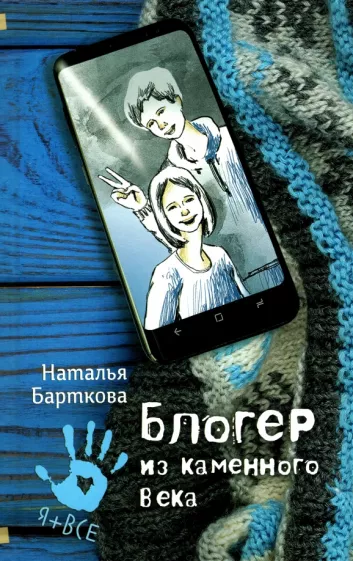 Наталья
Барткова
Блогер
из каменного
века
Я+ВСЕ